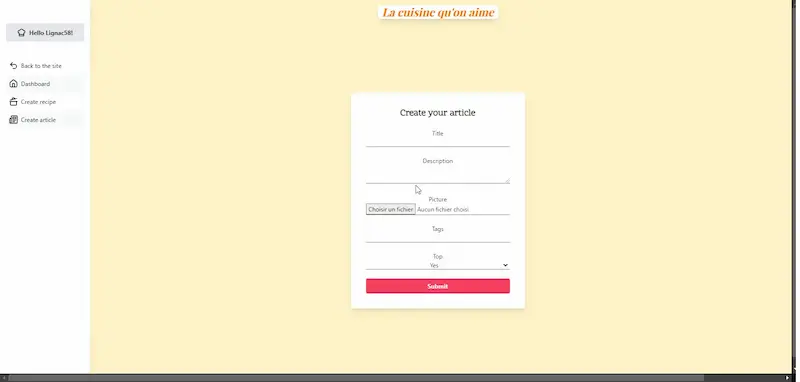 La cuisine qu'on aime
Hello Lignac58!
Back to the site
Dashboard
Create recipe
Create article
Create your article
Title
Description
Picture
Choisir un fichier Aucun fichier choisi
Tags
Top
Yes
Submit